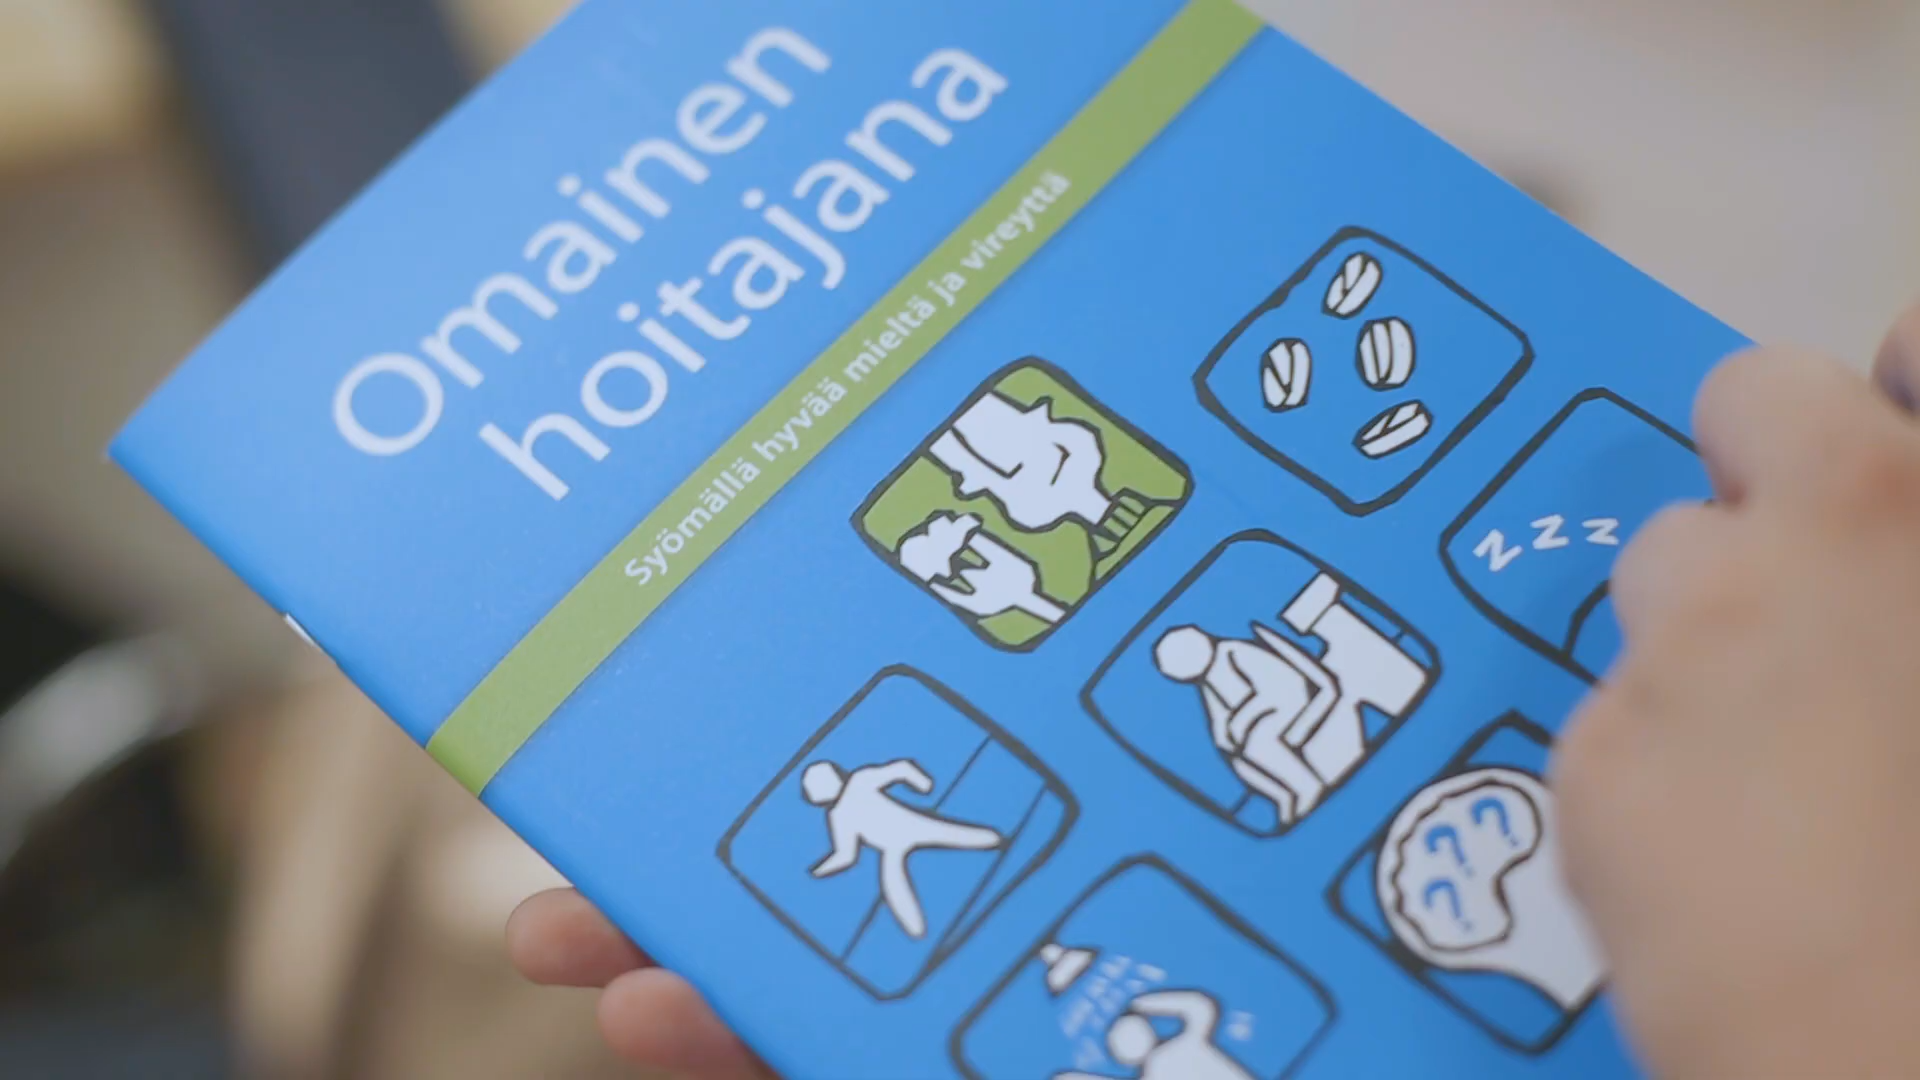 Omainen
hoitajana
Syömällä hyvää mieltä ja vireyttä
z z z
? ? ?